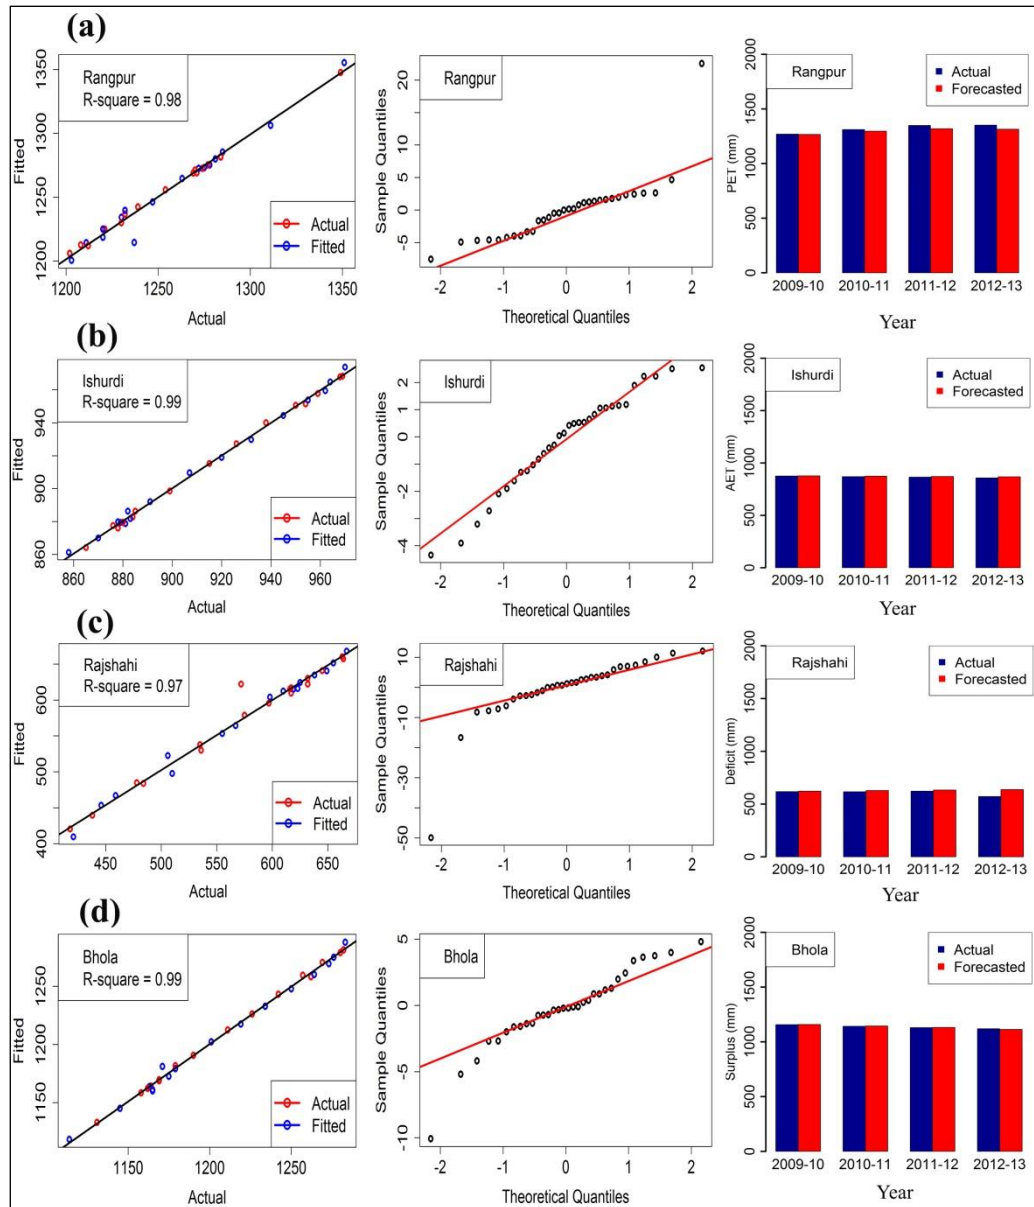 (a)
Rangpur
R-square = 0.98
Fitted
1200 1250 1300 1350
Actual
Fitted
1200 1250 1300 1350
Actual
Rangpur
Sample Quantiles
-5 0 5 10 20
-2 -1 0 1 2
Theoretical Quantiles
Rangpur
Actual
Forecasted
PET (mm)
0 500 1000 1500 2000
2009-10 2010-11 2011-12 2012-13
Year
(b)
Ishurdi
R-square = 0.99
Fitted
860 900 940
Actual
Fitted
860 880 900 920 940 960
Actual
Ishurdi
Sample Quantiles
-4 -2 0 2
-2 -1 0 1 2
Theoretical Quantiles
Ishurdi
Actual
Forecasted
AET (mm)
0 500 1000 1500 2000
2009-10 2010-11 2011-12 2012-13
Year
(c)
Rajshahi
R-square = 0.97
Fitted
400 500 600
Actual
Fitted
450 500 550 600 650
Actual
Rajshahi
Sample Quantiles
-50 -30 -10 10
-2 -1 0 1 2
Theoretical Quantiles
Rajshahi
Actual
Forecasted
Deficit (mm)
0 500 1000 1500 2000
2009-10 2010-11 2011-12 2012-13
Year
(d)
Bhola
R-square = 0.99
Fitted
1150 1200 1250
Actual
Fitted
1150 1200 1250
Actual
Bhola
Sample Quantiles
-10 -5 0 5
-2 -1 0 1 2
Theoretical Quantiles
Bhola
Actual
Forecasted
Surplus (mm)
0 500 1000 1500 2000
2009-10 2010-11 2011-12 2012-13
Year